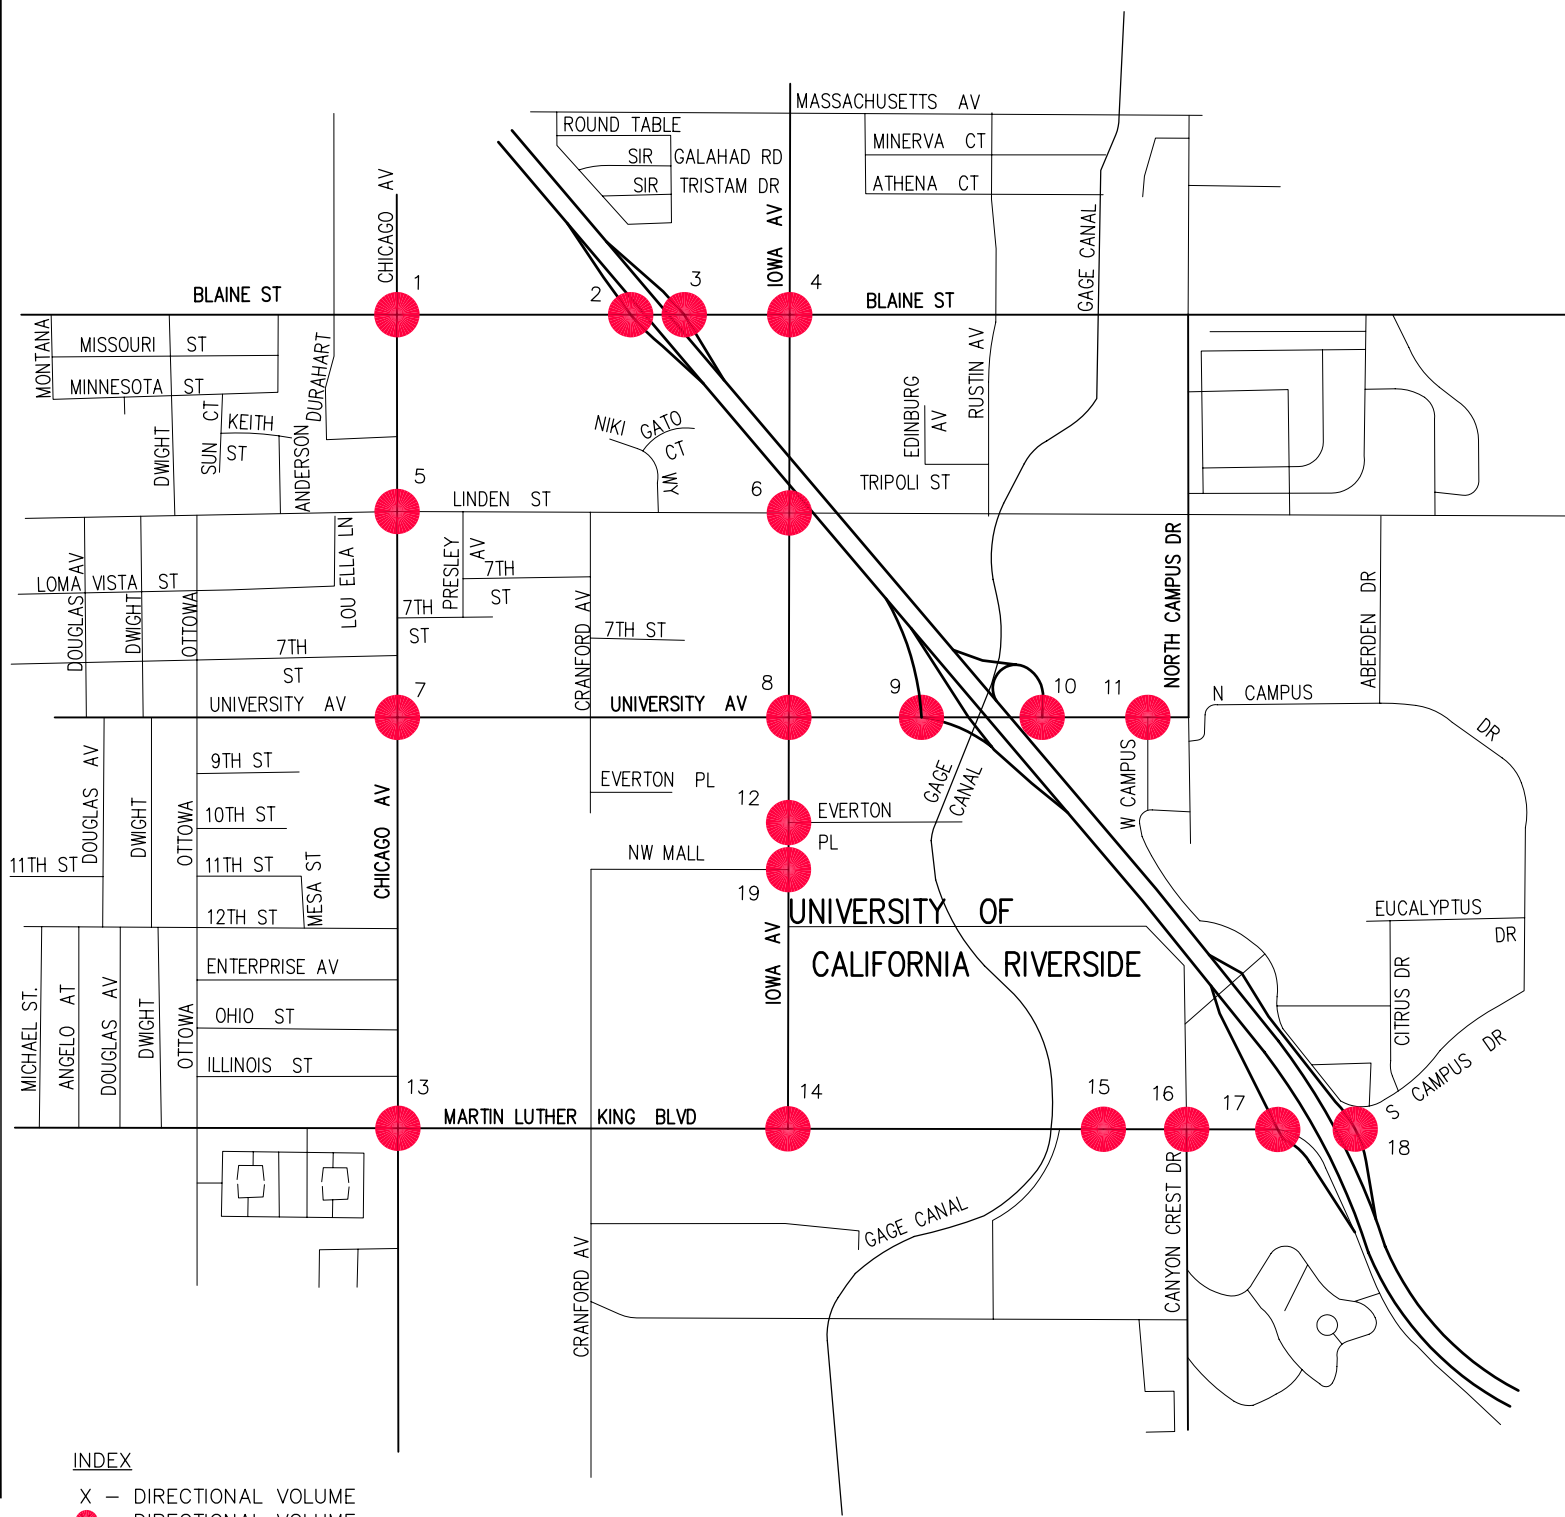 MASSACHUSETTS AV
ROUND TABLE
SIR GALAHAD RD
SIR TRISTAM DR
MINERVA CT
ATHENA CT
CHICAGO AV
IOWA AV
GAGE CANAL
BLAINE ST
1
2
3
4
BLAINE ST
MONTANA
MISSOURI ST
MINNESOTA ST
DURAHART
SUN CT
KEITH ST
DWIGHT
ANDERSON
NIKI GATO CT
WY
EDINBURG AV
RUSTIN AV
TRIPOLI ST
5
LINDEN ST
6
LOMA VISTA ST
DOUGLAS AV
DWIGHT
OTTOWA
LOU ELLA LN
PRESLEY AV
7TH ST
7TH ST
7TH ST
7TH ST
CRANFORD AV
NORTH CAMPUS DR
ABERDEN DR
7
UNIVERSITY AV
UNIVERSITY AV
8
9
10
11
N CAMPUS DR
9TH ST
10TH ST
11TH ST
11TH ST
12TH ST
DOUGLAS AV
DWIGHT
OTTOWA
MESA ST
CHICAGO AV
EVERTON PL
12
EVERTON PL
NW MALL
19
GAGE CANAL
W CAMPUS
UNIVERSITY OF
CALIFORNIA RIVERSIDE
IOWA AV
EUCALYPTUS DR
CITRUS DR
S CAMPUS DR
ENTERPRISE AV
OHIO ST
ILLINOIS ST
MICHAEL ST.
ANGELO AT
DOUGLAS AV
DWIGHT
OTTOWA
13
MARTIN LUTHER KING BLVD
14
15
16
17
18
CANYON CREST DR
GAGE CANAL
CRANFORD AV
INDEX
X – DIRECTIONAL VOLUME
DIRECTIONAL VOLUME